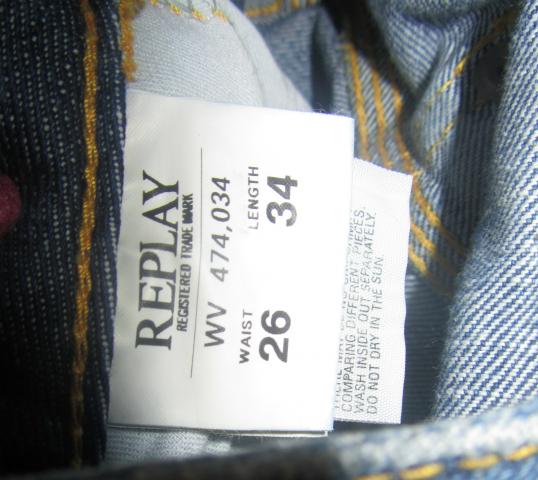 REPLAY
REGISTERED TRADE MARK
WV 474,034
WAIST LENGTH
26 34
COMPARING DIFFERENT PIECES.
WASH INSIDE OUT SEPARATELY.
DO NOT DRY IN THE SUN.